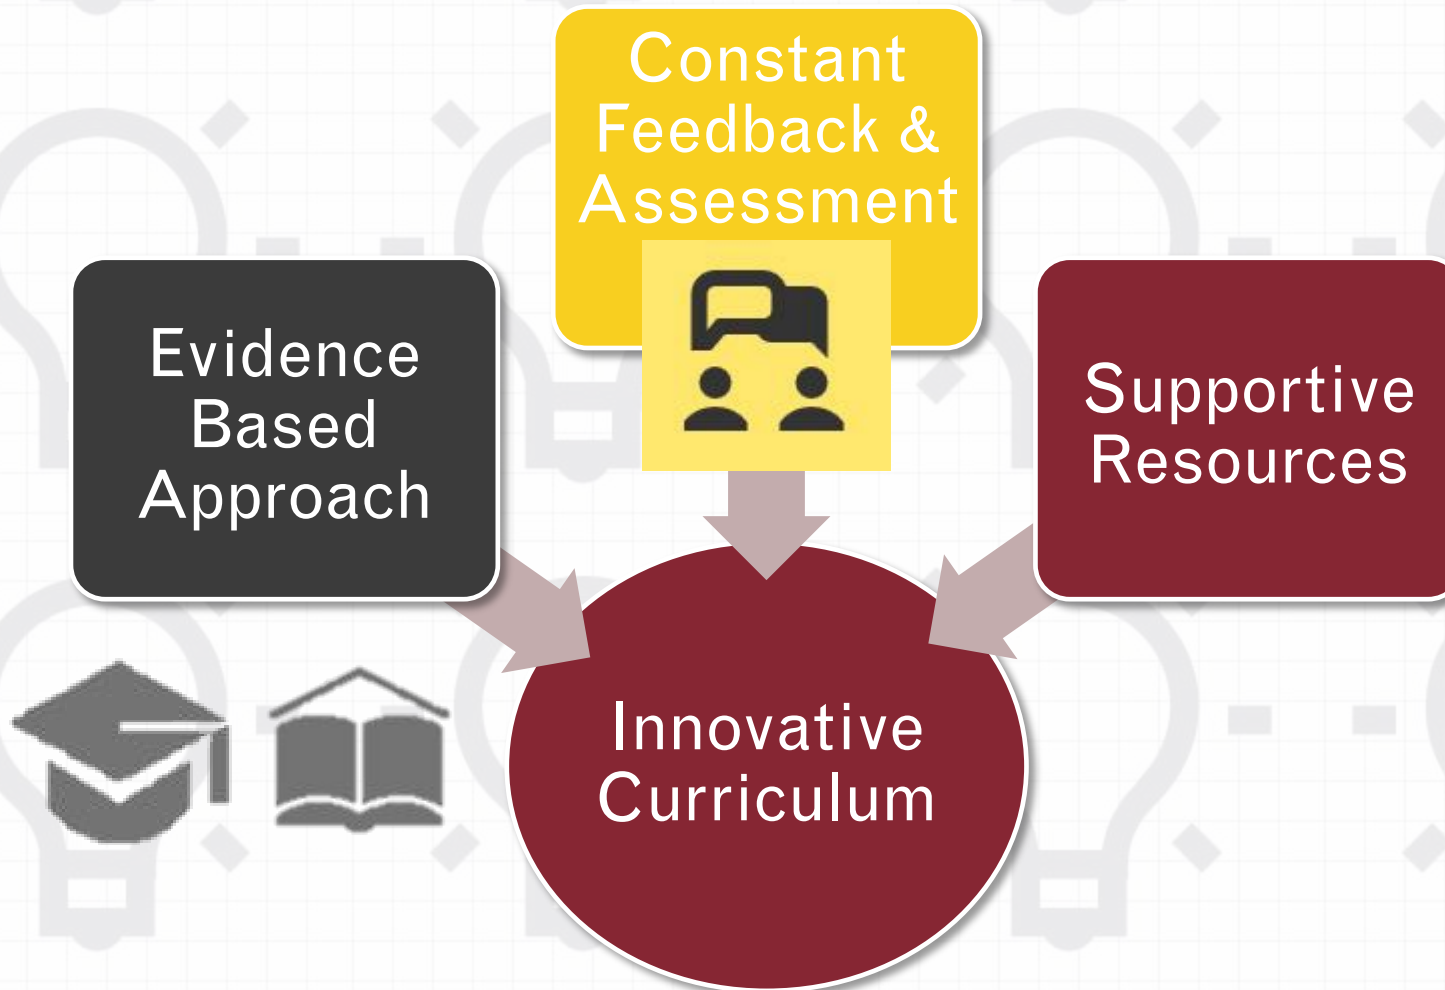 Constant
Feedback &
Assessment
Evidence
Based
Approach
Supportive
Resources
Innovative
Curriculum